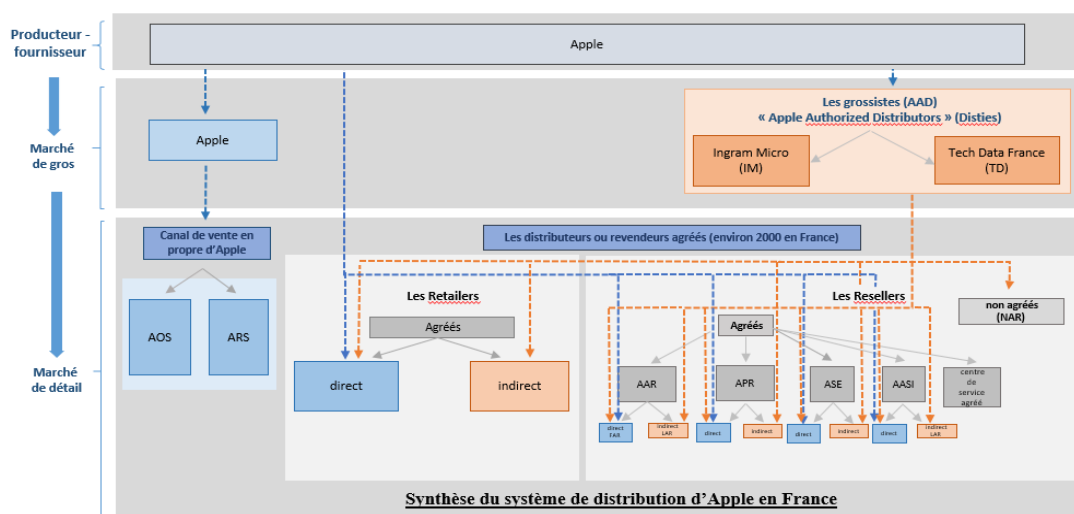 Producteur -
fournisseur
Apple
Les grossistes (AAD)
« Apple Authorized Distributors » (Disties)
Marché
de gros
Apple
Ingram Micro
(IM)
Tech Data France
(TD)
Canal de vente en
propre d’Apple
Les distributeurs ou revendeurs agréés (environ 2000 en France)
Les Retailers
Les Resellers
non agréés
(NAR)
Agréés
Agréés
AOS
ARS
Marché
de détail
direct
indirect
AAR
APR
ASE
AASI
centre
de
service
agréé
direct
EAR
indirect
LAR
direct
indirect
direct
indirect
direct
indirect
LAR
Synthèse du système de distribution d’Apple en France